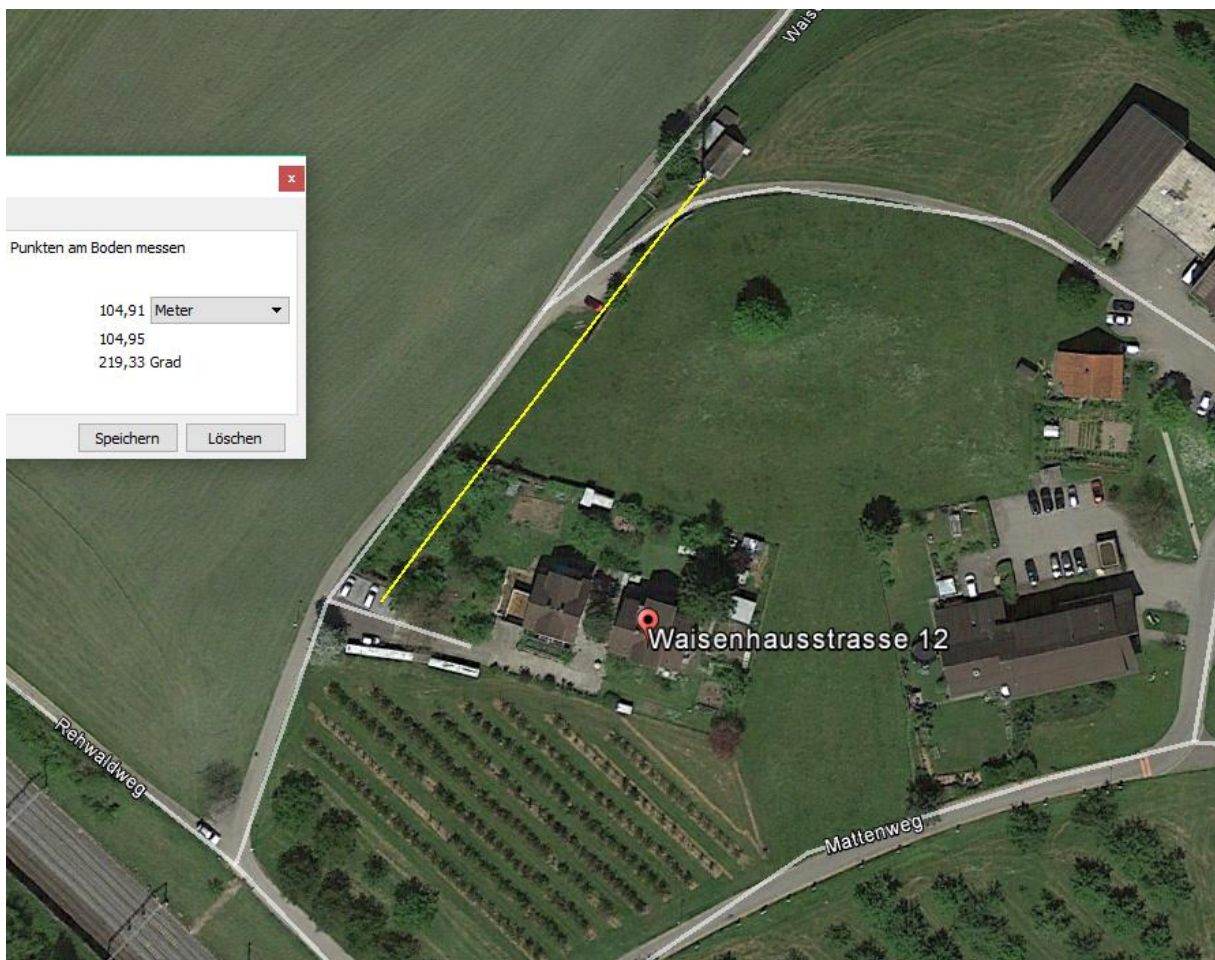 Wais
x
Punkten am Boden messen
104,91 Meter
104,95
219,33 Grad
Speichern Löschen
Waisenhausstrasse 12
Rehwaldweg
Mattenweg